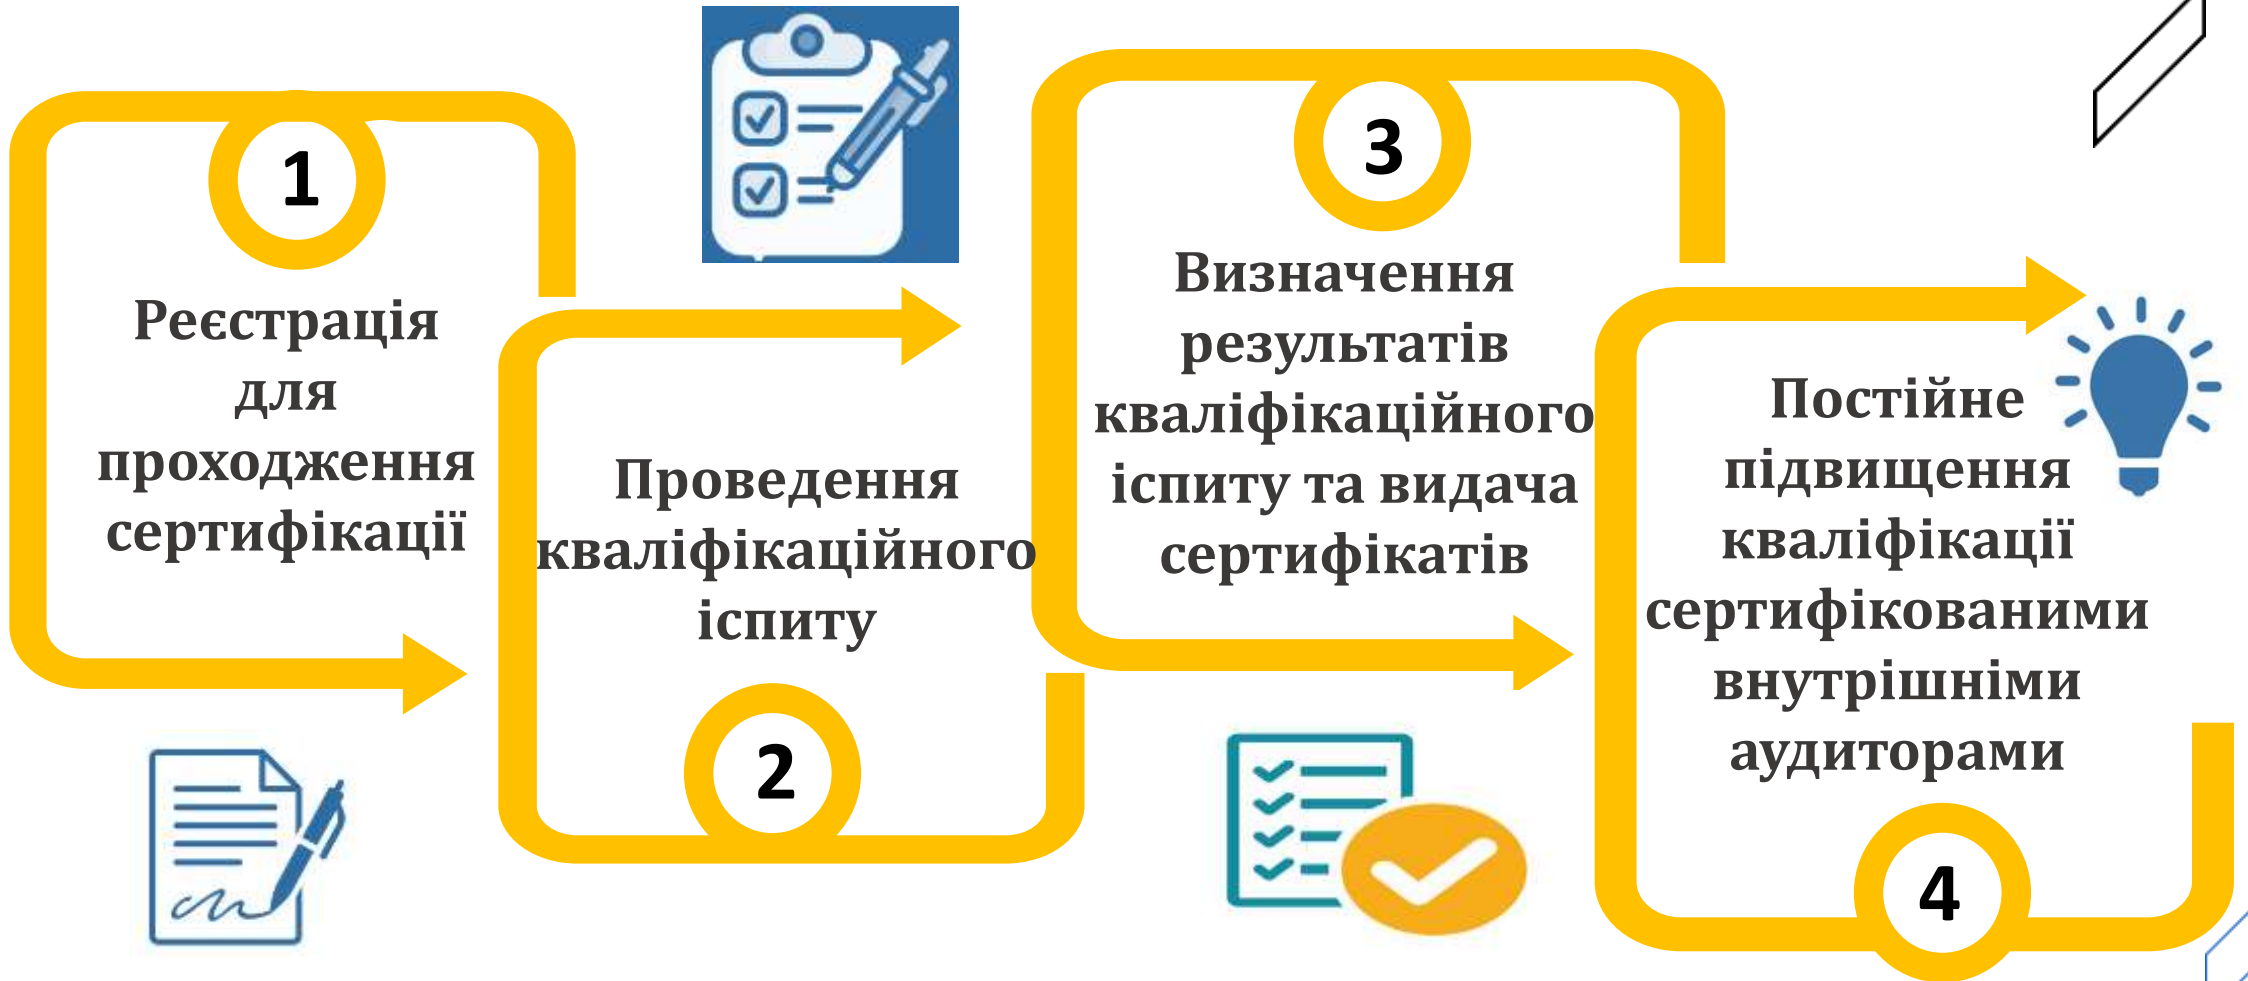 1
Реєстрація
для
проходження
сертифікації
Проведення
кваліфікаційного
іспиту
2
3
Визначення
результатів
кваліфікаційного
іспиту та видача
сертифікатів
Постійне
підвищення
кваліфікації
сертифікованими
внутрішніми
аудиторами
4